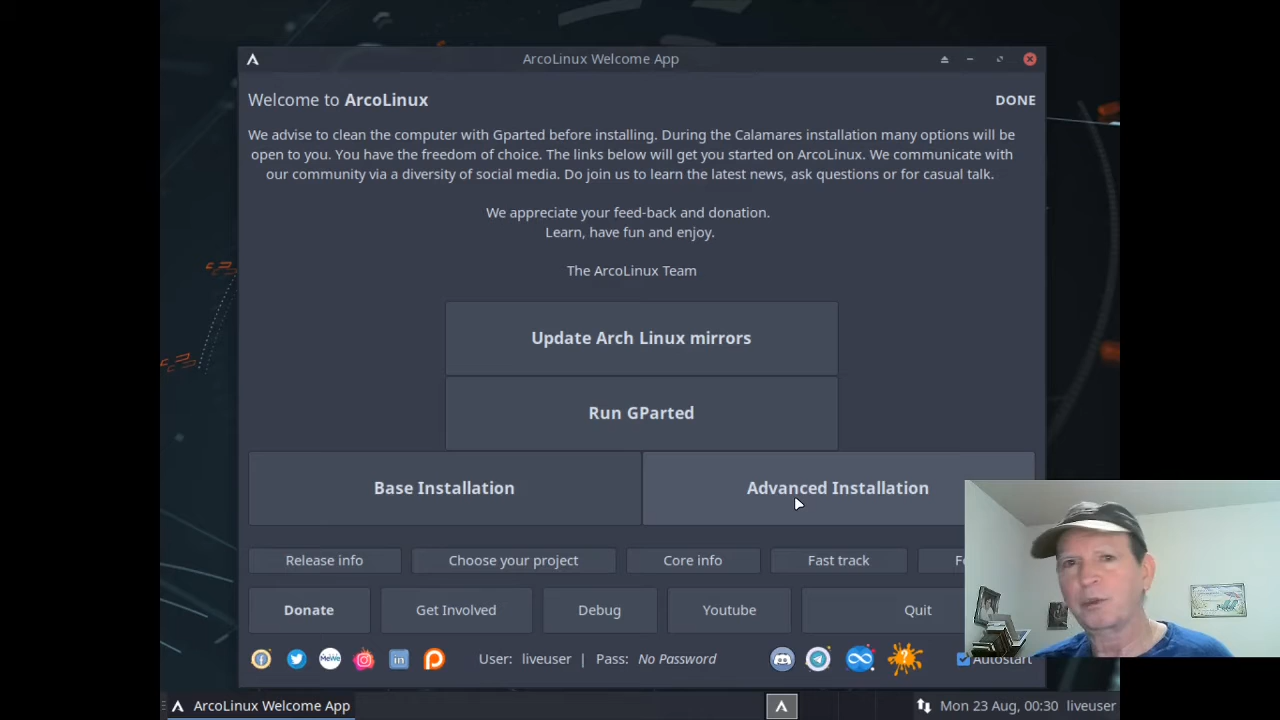 ArcoLinux Welcome App
Welcome to ArcoLinux
DONE
We advise to clean the computer with Gparted before installing. During the Calamares installation many options will be
open to you. You have the freedom of choice. The links below will get you started on ArcoLinux. We communicate with
our community via a diversity of social media. Do join us to learn the latest news, ask questions or for casual talk.
We appreciate your feed-back and donation.
Learn, have fun and enjoy.
The ArcoLinux Team
Update Arch Linux mirrors
Run GParted
Base Installation
Advanced Installation
Release info
Choose your project
Core info
Fast track
Donate
Get Involved
Debug
Youtube
Quit
MeWe
in
User: liveuser | Pass: No Password
?
Autostart
ArcoLinux Welcome App
Mon 23 Aug, 00:30 liveuser